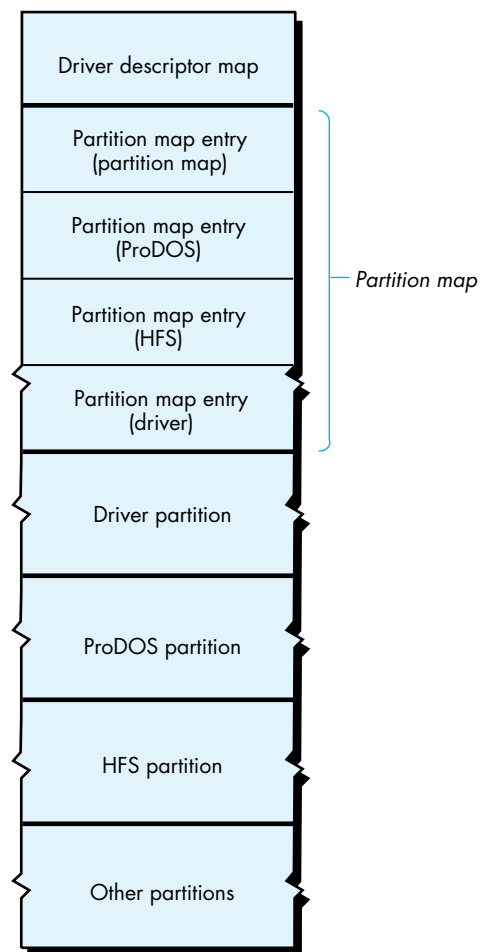 Driver descriptor map
Partition map entry
(partition map)
Partition map entry
(ProDOS)
Partition map
Partition map entry
(HFS)
Partition map entry
(driver)
Driver partition
ProDOS partition
HFS partition
Other partitions